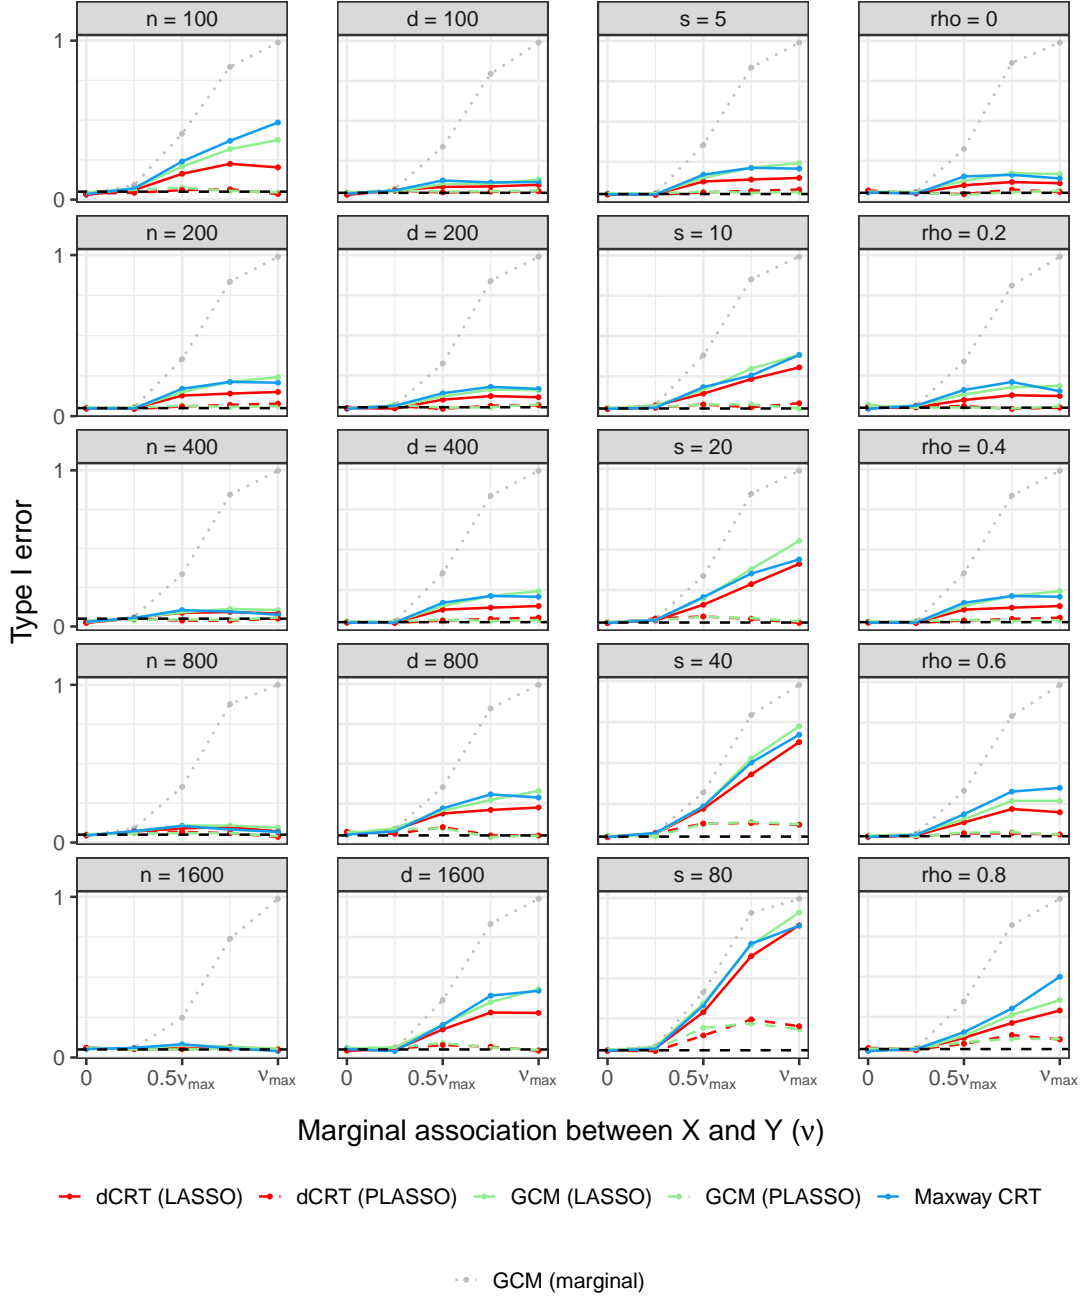 n = 100
d = 100
s = 5
rho = 0
1
0
n = 200
d = 200
s = 10
rho = 0.2
1
0
n = 400
d = 400
s = 20
rho = 0.4
1
0
n = 800
d = 800
s = 40
rho = 0.6
1
0
n = 1600
d = 1600
s = 80
rho = 0.8
1
0
Type I error
0 0.5νmax νmax
0 0.5νmax νmax
0 0.5νmax νmax
0 0.5νmax νmax
Marginal association between X and Y (ν)
dCRT (LASSO) dCRT (PLASSO) GCM (LASSO) GCM (PLASSO) Maxway CRT
GCM (marginal)